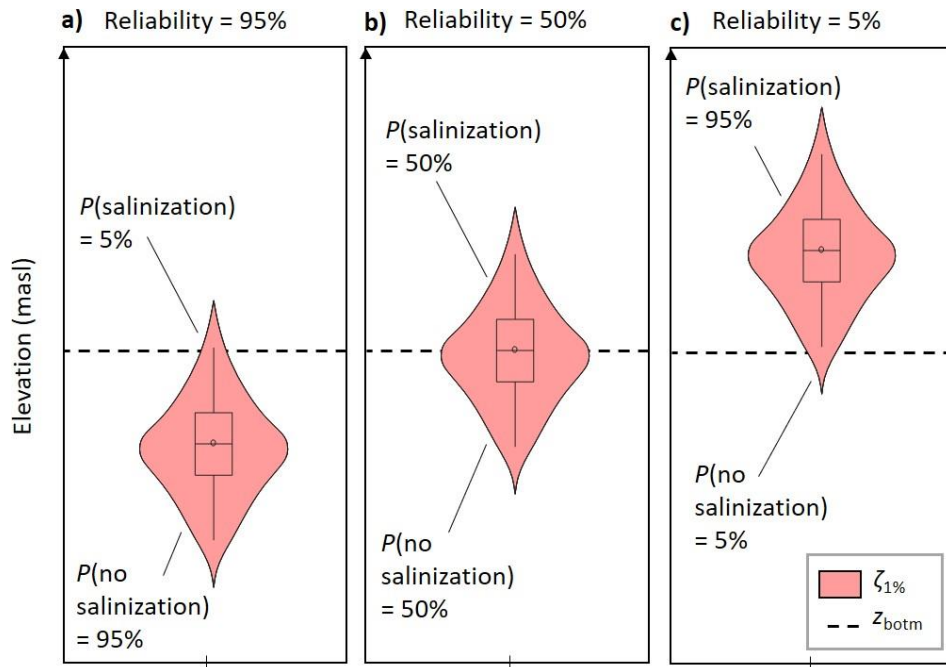 a) Reliability = 95%
P(salinization)
= 5%
P(no
salinization)
= 95%
Elevation (masl)
b) Reliability = 50%
P(salinization)
= 50%
P(no
salinization)
= 50%
c) Reliability = 5%
P(salinization)
= 95%
P(no
salinization)
= 5%
ζ1%
zbotm